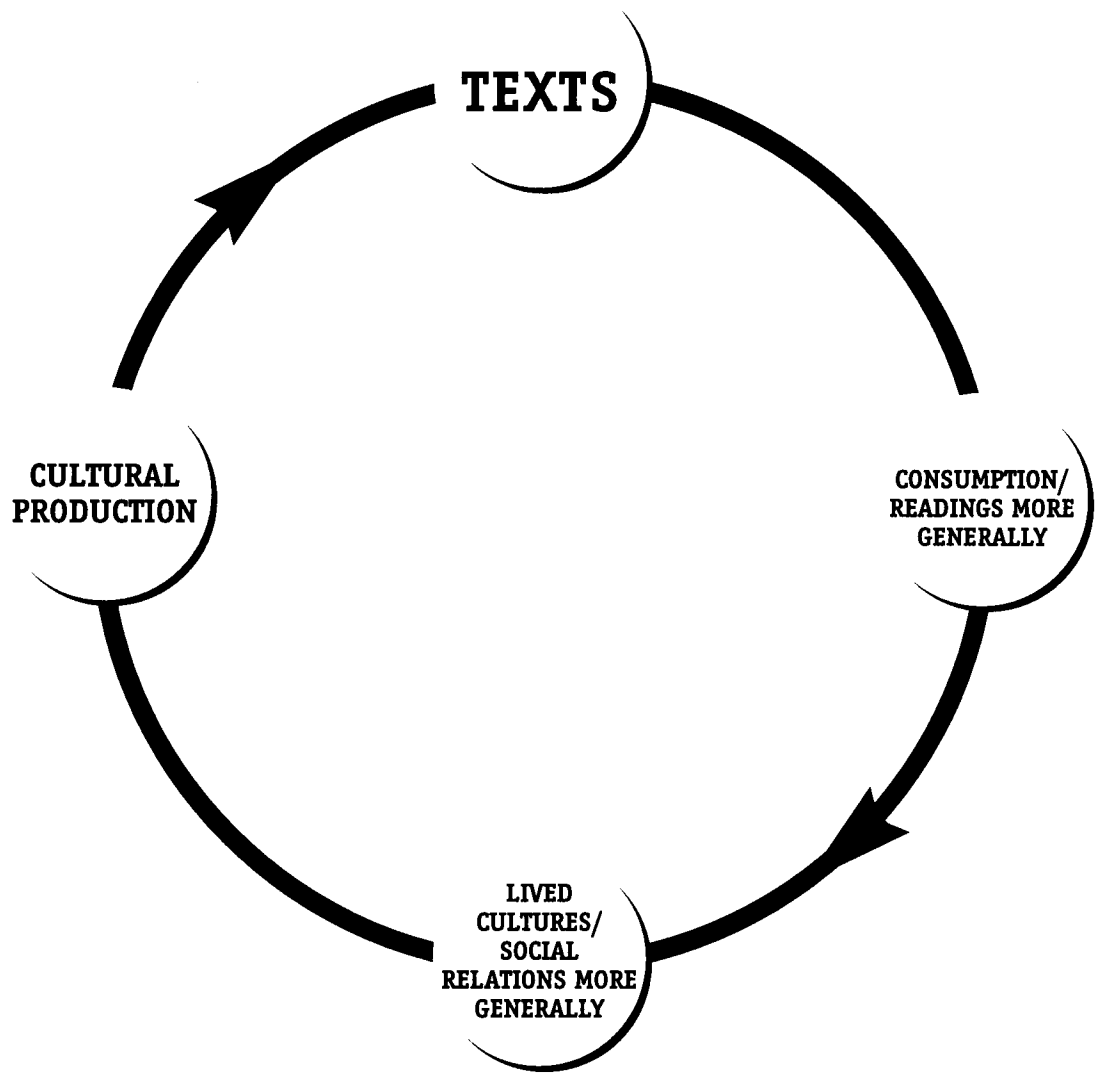 TEXTS
CULTURAL
PRODUCTION
CONSUMPTION/
READINGS MORE
GENERALLY
LIVED
CULTURES/
SOCIAL
RELATIONS MORE
GENERALLY